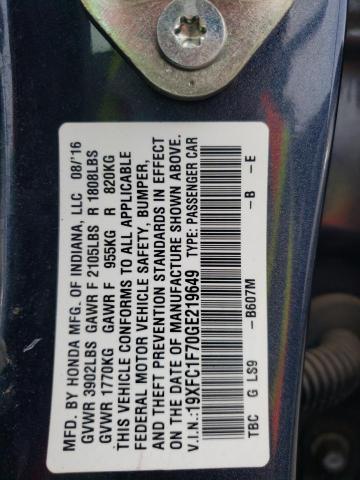 MFD. BY HONDA MFG. OF INDIANA, LLC 08/'16
GVWR 3902LBS GAWR F 2105LBS R 1808LBS
GVWR 1770KG GAWR F 955KG R 820KG
THIS VEHICLE CONFORMS TO ALL APPLICABLE
FEDERAL MOTOR VEHICLE SAFETY, BUMPER,
AND THEFT PREVENTION STANDARDS IN EFFECT
ON THE DATE OF MANUFACTURE SHOWN ABOVE.
V.I.N.:19XFC1F70GE219649 TYPE: PASSENGER CAR
TBC G LS9 -B607M -B -E